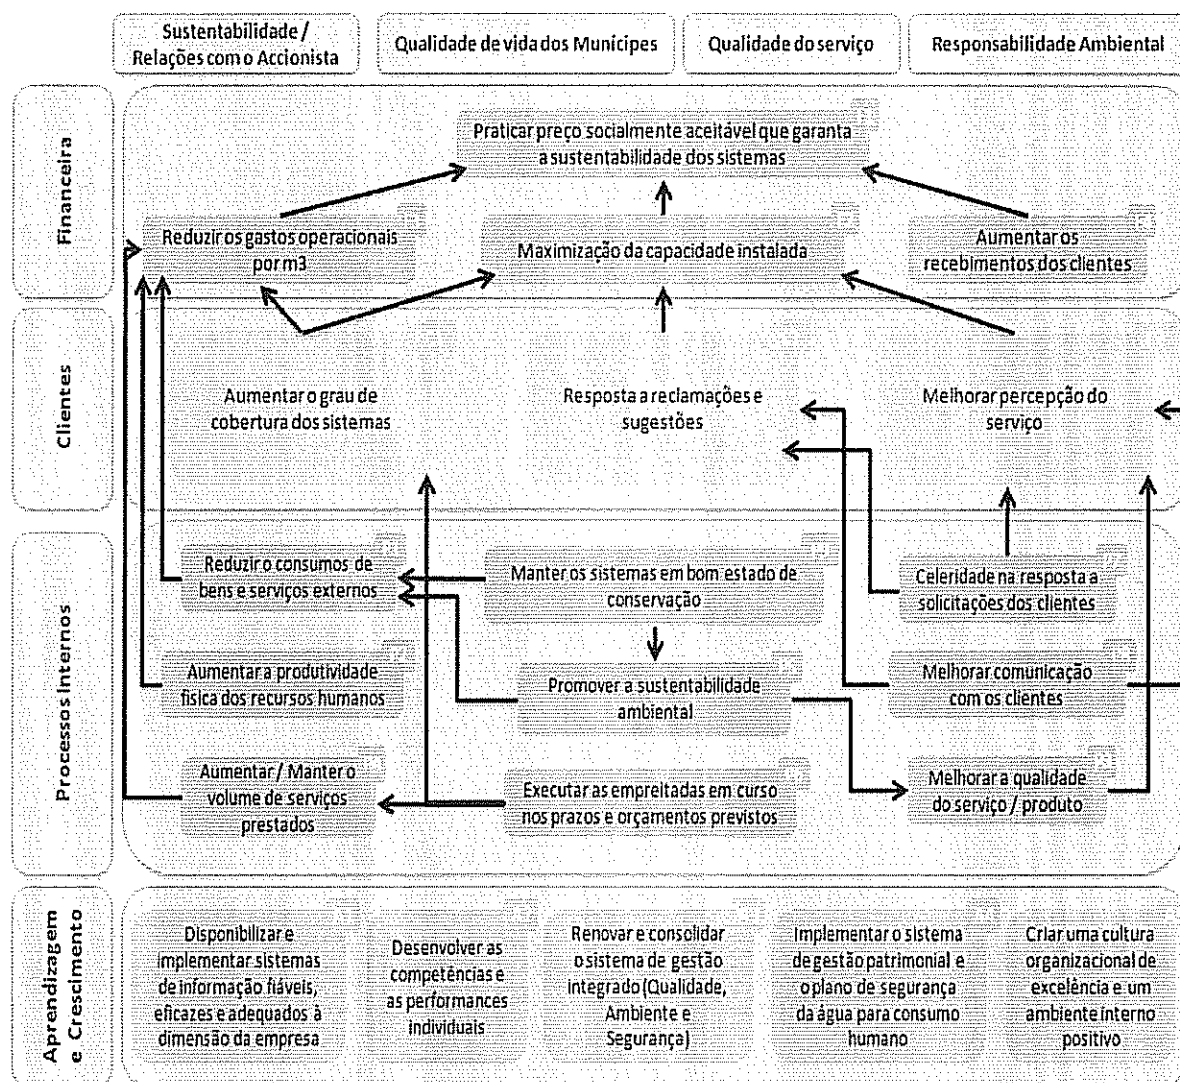 Sustentabilidade /
Relações com o Accionista
Qualidade de vida dos Munícipes
Qualidade do serviço
Responsabilidade Ambiental
Financeira
Praticar preço socialmente aceitável que garanta
a sustentabilidade dos sistemas
Reduzir os gastos operacionais
por m3
Maximização da capacidade instalada
Aumentar os
recebimentos dos clientes
Clientes
Aumentar o grau de
cobertura dos sistemas
Resposta a reclamações e
sugestões
Melhorar percepção do
serviço
Processos Internos
Reduzir o consumos de
bens e serviços externos
Manter os sistemas em bom estado de
conservação
Celeridade na resposta a
solicitações dos clientes
Aumentar a produtividade
física dos recursos humanos
Promover a sustentabilidade
ambiental
Melhorar comunicação
com os clientes
Aumentar / Manter o
volume de serviços
prestados
Executar as empreitadas em curso
nos prazos e orçamentos previstos
Melhorar a qualidade
do serviço / produto
Aprendizagem
e Crescimento
Disponibilizar e
implementar sistemas
de informação fiáveis,
eficazes e adequados à
dimensão da empresa
Desenvolver as
competências e
as performances
individuais
Renovar e consolidar
o sistema de gestão
integrado (Qualidade,
Ambiente e
Segurança)
Implementar o sistema
de gestão patrimonial e
o plano de segurança
da água para consumo
humano
Criar uma cultura
organizacional de
excelência e um
ambiente interno
positivo